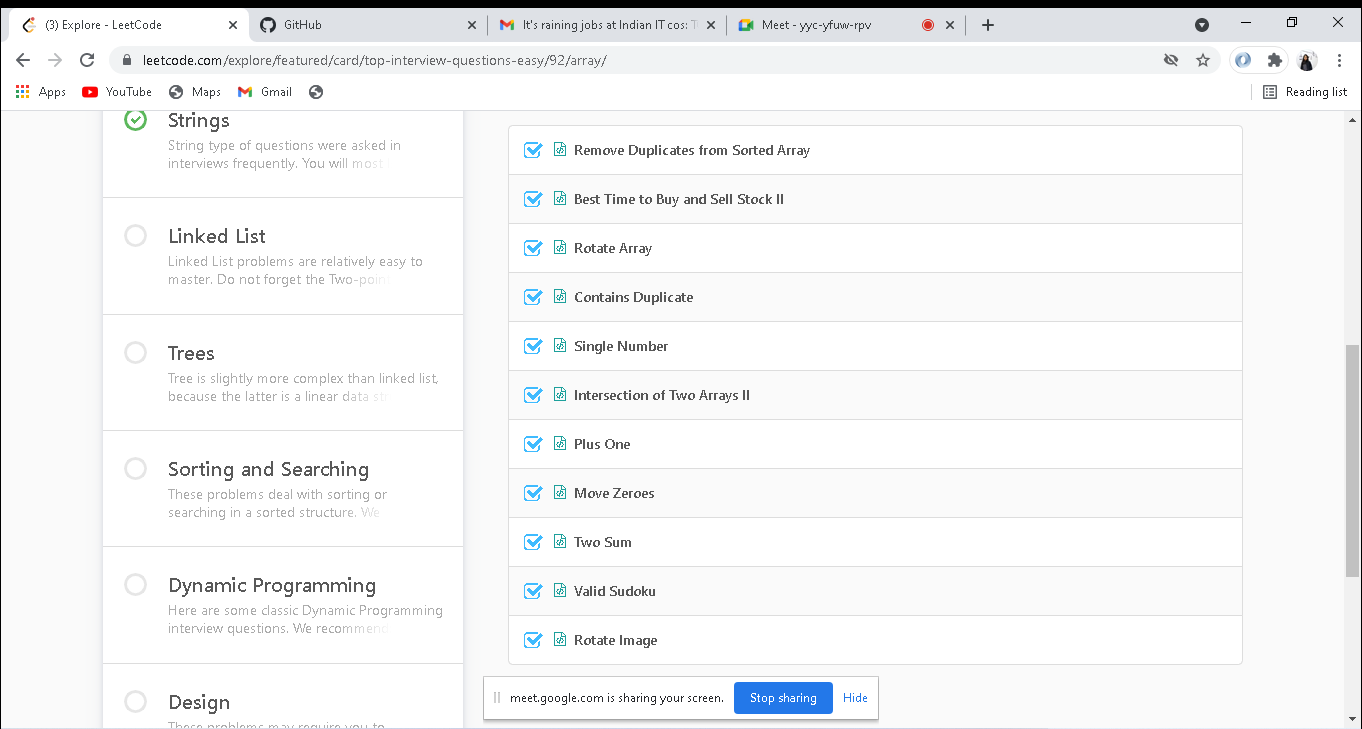 (3) Explore - LeetCode
GitHub
It's raining jobs at Indian IT cos:
Meet - yyc-yfuw-rpv
leetcode.com/explore/featured/card/top-interview-questions-easy/92/array/
Apps
YouTube
Maps
Gmail
Reading list
Strings
String type of questions were asked in
interviews frequently. You will most
Linked List
Linked List problems are relatively easy to
master. Do not forget the Two-poin
Trees
Tree is slightly more complex than linked list,
because the latter is a linear data st
Sorting and Searching
These problems deal with sorting or
searching in a sorted structure. We
Dynamic Programming
Here are some classic Dynamic Programming
interview questions. We recommend
Design
These problems may require you to
Remove Duplicates from Sorted Array
Best Time to Buy and Sell Stock II
Rotate Array
Contains Duplicate
Single Number
Intersection of Two Arrays II
Plus One
Move Zeroes
Two Sum
Valid Sudoku
Rotate Image
meet.google.com is sharing your screen.
Stop sharing
Hide